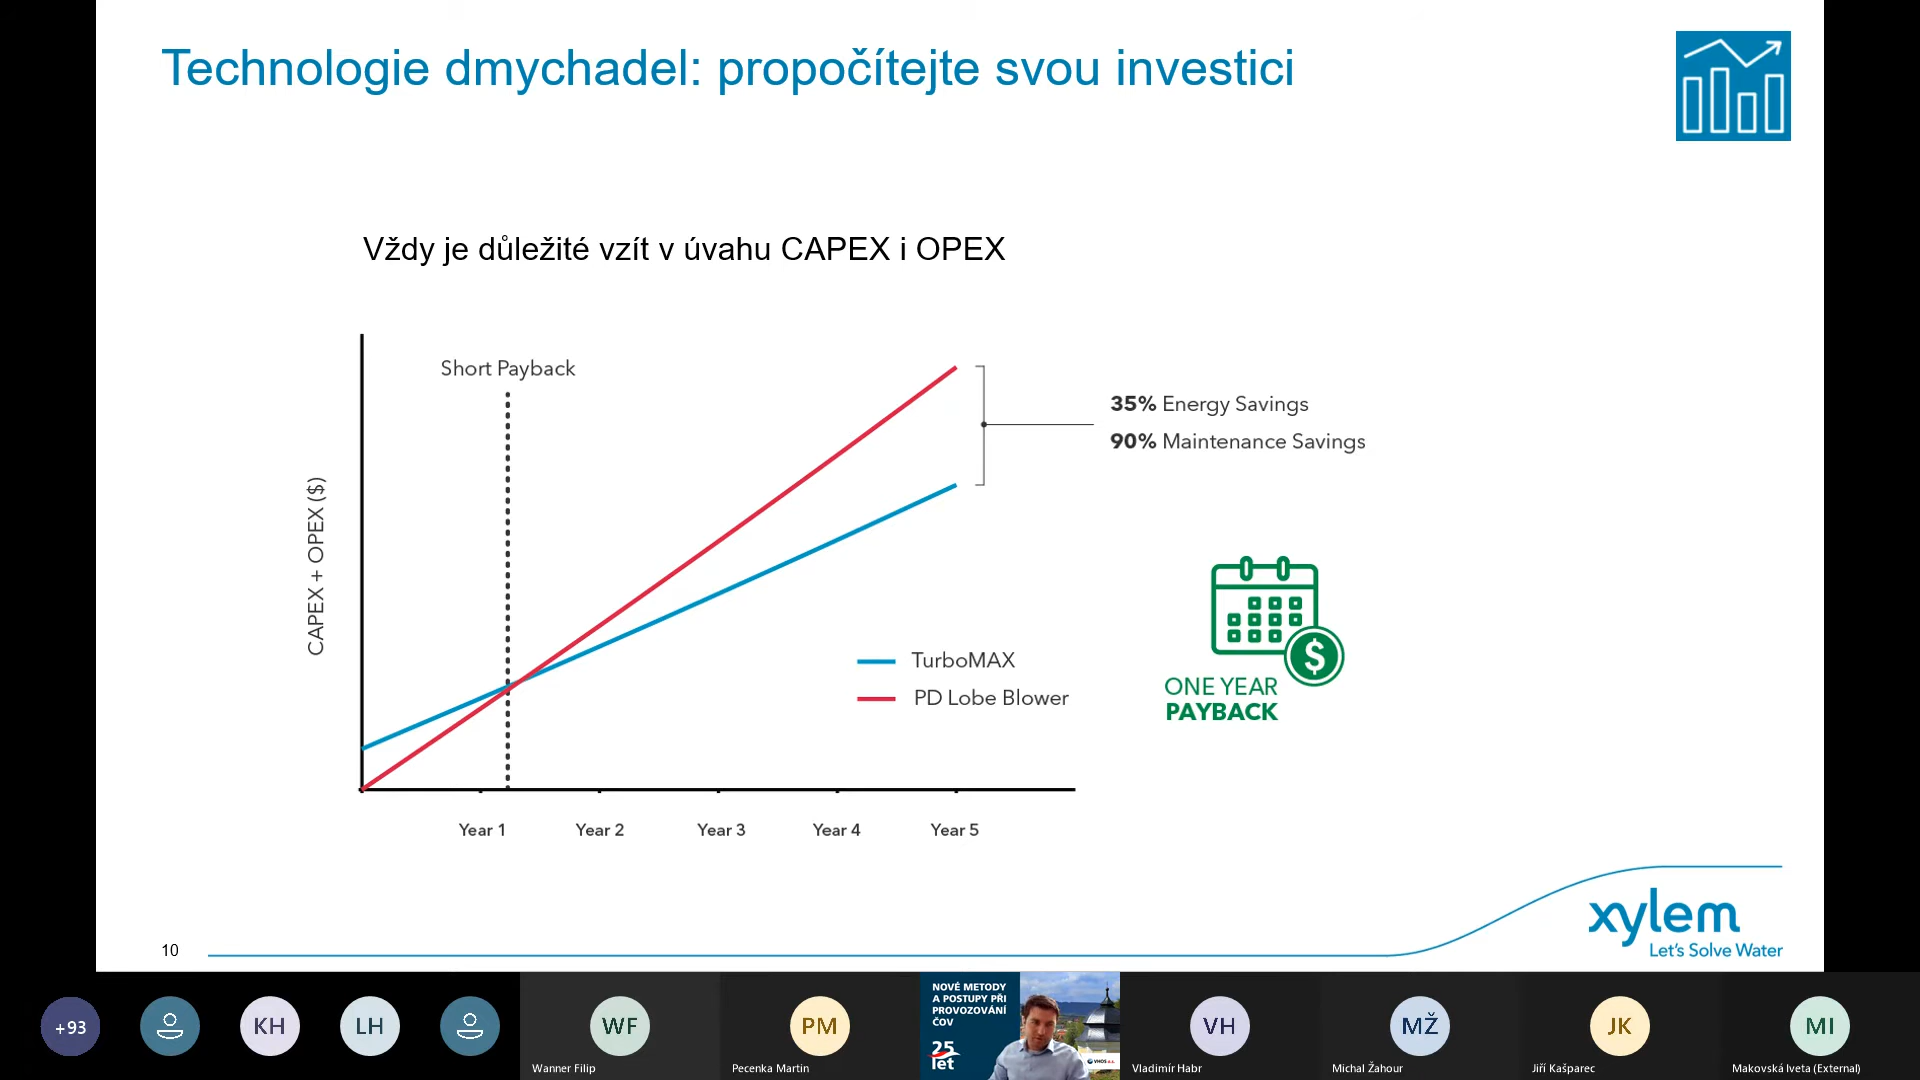 Technologie dmychadel: propočítejte svou investici
Vždy je důležité vzít v úvahu CAPEX i OPEX
Short Payback
35% Energy Savings
90% Maintenance Savings
CAPEX + OPEX ($)
TurboMAX
PD Lobe Blower
$
ONE YEAR
PAYBACK
Year 1
Year 2
Year 3
Year 4
Year 5
xylem
Let's Solve Water
10
+93
KH
LH
WF
Wanner Filip
PM
Pecenka Martin
NOVÉ METODY
A POSTUPY PŘI
PROVOZOVÁNÍ
ČOV
25
let
VHOS a.s.
VH
Vladimír Habr
MŽ
Michal Žahour
JK
Jiří Kašparec
MI
Makovská Iveta (External)